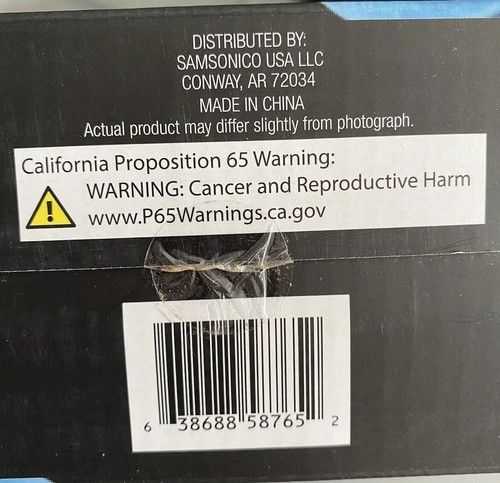 DISTRIBUTED BY:
SAMSONICO USA LLC
CONWAY, AR 72034
MADE IN CHINA
Actual product may differ slightly from photograph.
California Proposition 65 Warning:
WARNING: Cancer and Reproductive Harm
www.P65Warnings.ca.gov
6 38688 58765 2